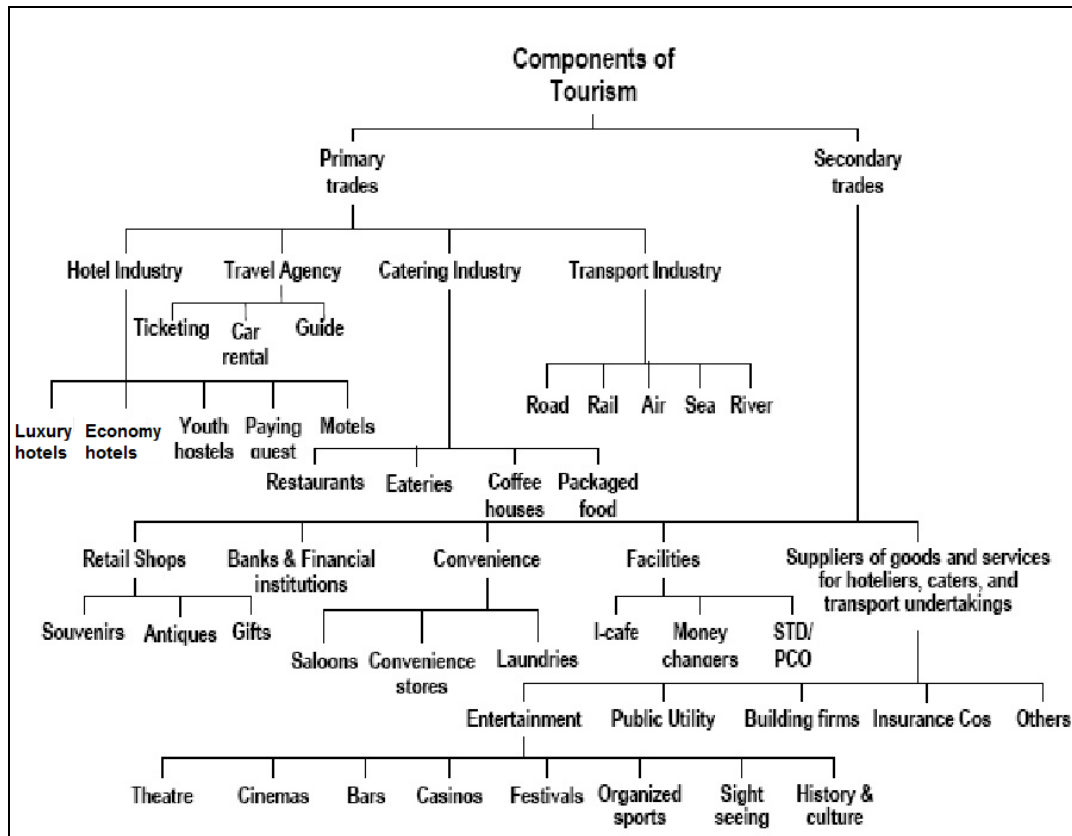 Components of
Tourism
Primary
trades
Secondary
trades
Hotel Industry
Travel Agency
Catering Industry
Transport Industry
Ticketing
Car
rental
Guide
Road
Rail
Air
Sea
River
Luxury
hotels
Economy
hotels
Youth
hostels
Paying
guest
Motels
Restaurants
Eateries
Coffee
houses
Packaged
food
Retail Shops
Banks & Financial
institutions
Convenience
Facilities
Suppliers of goods and services
for hoteliers, caters, and
transport undertakings
Souvenirs
Antiques
Gifts
Saloons
Convenience
stores
Laundries
I-cafe
Money
changers
STD/
PCO
Entertainment
Public Utility
Building firms
Insurance Cos
Others
Theatre
Cinemas
Bars
Casinos
Festivals
Organized
sports
Sight
seeing
History &
culture